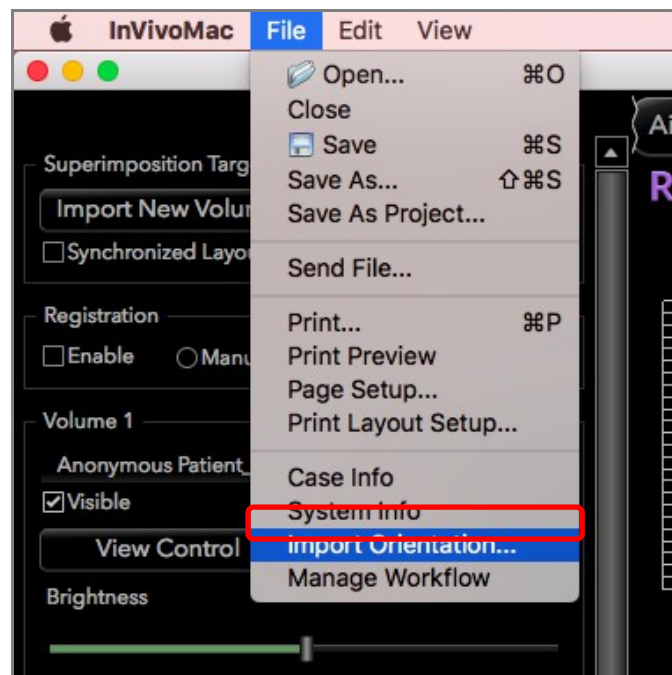 InVivoMac File Edit View
Open... ⌘O
Close
Save ⌘S
Save As... ⇧⌘S
Save As Project...
Send File...
Print... ⌘P
Print Preview
Page Setup...
Print Layout Setup...
Case Info
System Info
Import Orientation...
Manage Workflow
Superimposition Targ
Import New Volu
Synchronized Layo
Registration
Enable Manu
Volume 1
Anonymous Patient_
Visible
View Control
Brightness
Ai
R